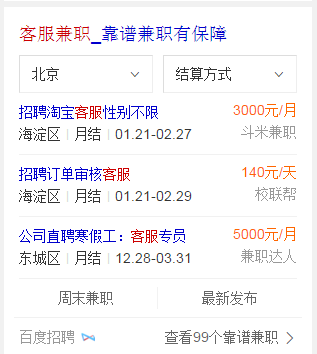 客服兼职_靠谱兼职有保障
北京 结算方式
招聘淘宝客服性别不限 3000元/月
海淀区 月结 01.21-02.27 斗米兼职
招聘订单审核客服 140元/天
海淀区 月结 01.21-02.29 校联帮
公司直聘寒假工：客服专员 5000元/月
东城区 月结 12.28-03.31 兼职达人
周末兼职 最新发布
百度招聘 查看99个靠谱兼职